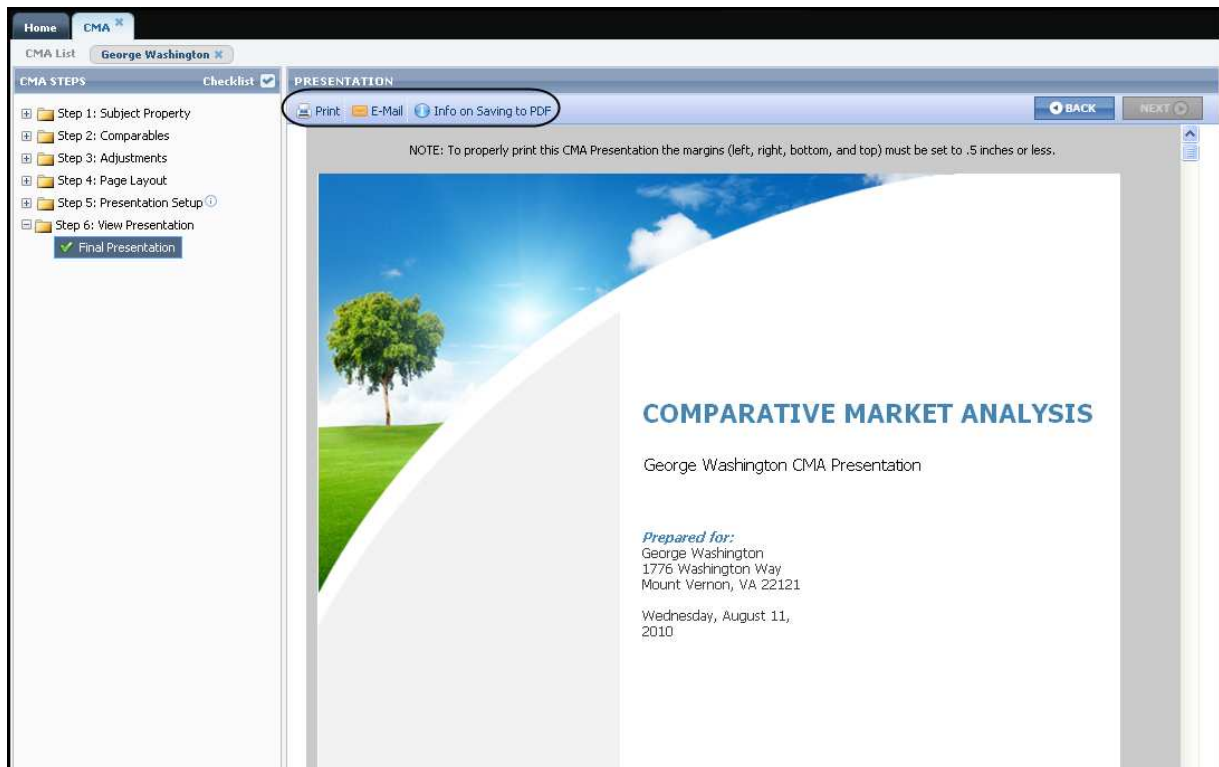 Home CMA
CMA List George Washington
CMA STEPS Checklist
Step 1: Subject Property
Step 2: Comparables
Step 3: Adjustments
Step 4: Page Layout
Step 5: Presentation Setup
Step 6: View Presentation
Final Presentation
PRESENTATION
Print E-Mail Info on Saving to PDF BACK NEXT
NOTE: To properly print this CMA Presentation the margins (left, right, bottom, and top) must be set to .5 inches or less.
COMPARATIVE MARKET ANALYSIS
George Washington CMA Presentation
Prepared for:
George Washington
1776 Washington Way
Mount Vernon, VA 22121
Wednesday, August 11,
2010